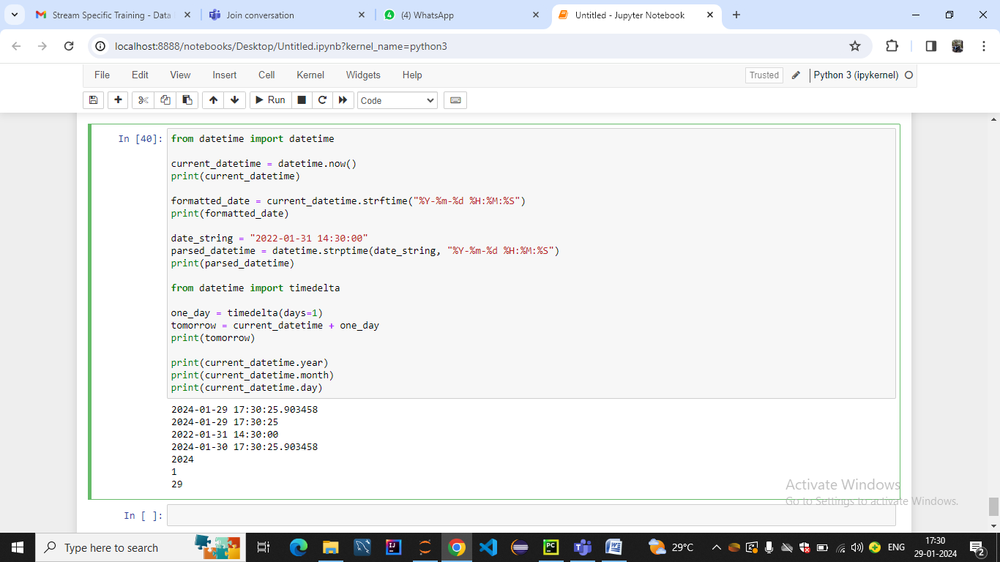 Stream Specific Training - Data
Join conversation
(4) WhatsApp
Untitled - Jupyter Notebook
localhost:8888/notebooks/Desktop/Untitled.ipynb?kernel_name=python3
File Edit View Insert Cell Kernel Widgets Help
Trusted
Python 3 (ipykernel)
Run
Code
In [40]:
from datetime import datetime
current_datetime = datetime.now()
print(current_datetime)
formatted_date = current_datetime.strftime("%Y-%m-%d %H:%M:%S")
print(formatted_date)
date_string = "2022-01-31 14:30:00"
parsed_datetime = datetime.strptime(date_string, "%Y-%m-%d %H:%M:%S")
print(parsed_datetime)
from datetime import timedelta
one_day = timedelta(days=1)
tomorrow = current_datetime + one_day
print(tomorrow)
print(current_datetime.year)
print(current_datetime.month)
print(current_datetime.day)
2024-01-29 17:30:25.903458
2024-01-29 17:30:25
2022-01-31 14:30:00
2024-01-30 17:30:25.903458
2024
1
29
Activate Windows
Go to Settings to activate Windows.
In [ ]:
Type here to search
29°C
ENG
17:30
29-01-2024
2